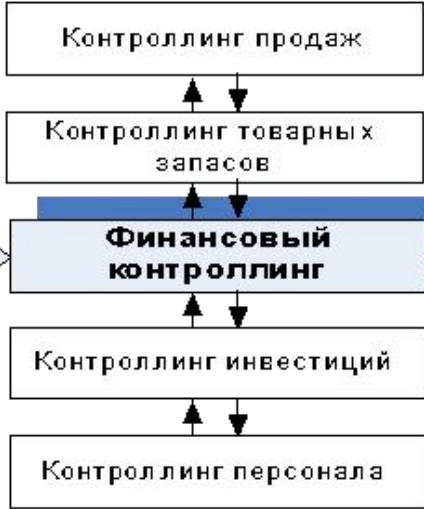 Контроллинг продаж
Контроллинг товарных
запасов
Финансовый
контроллинг
Контроллинг инвестиций
Контроллинг персонала